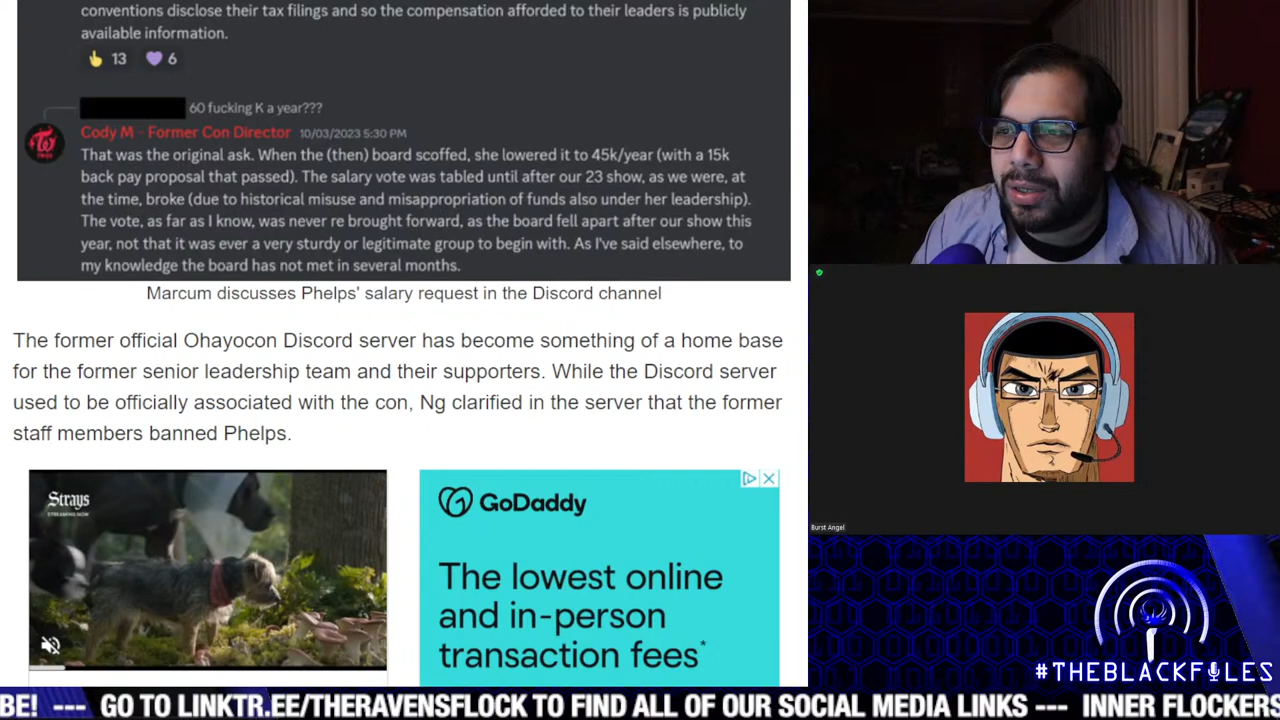 conventions disclose their tax filings and so the compensation afforded to their leaders is publicly
available information.
13 6
60 fucking K a year???
Cody M - Former Con Director 10/03/2023 5:30 PM
That was the original ask. When the (then) board scoffed, she lowered it to 45k/year (with a 15k
back pay proposal that passed). The salary vote was tabled until after our 23 show, as we were, at
the time, broke (due to historical misuse and misappropriation of funds also under her leadership).
The vote, as far as I know, was never re brought forward, as the board fell apart after our show this
year, not that it was ever a very sturdy or legitimate group to begin with. As I've said elsewhere, to
my knowledge the board has not met in several months.
Marcum discusses Phelps' salary request in the Discord channel
The former official Ohayocon Discord server has become something of a home base
for the former senior leadership team and their supporters. While the Discord server
used to be officially associated with the con, Ng clarified in the server that the former
staff members banned Phelps.
Strays
STREAMING NOW
GoDaddy
The lowest online
and in-person
transaction fees*
Burst Angel
#THEBLACKFILES
BE! --- GO TO LINKTR.EE/THERAVENSFLOCK TO FIND ALL OF OUR SOCIAL MEDIA LINKS --- INNER FLOCKERS